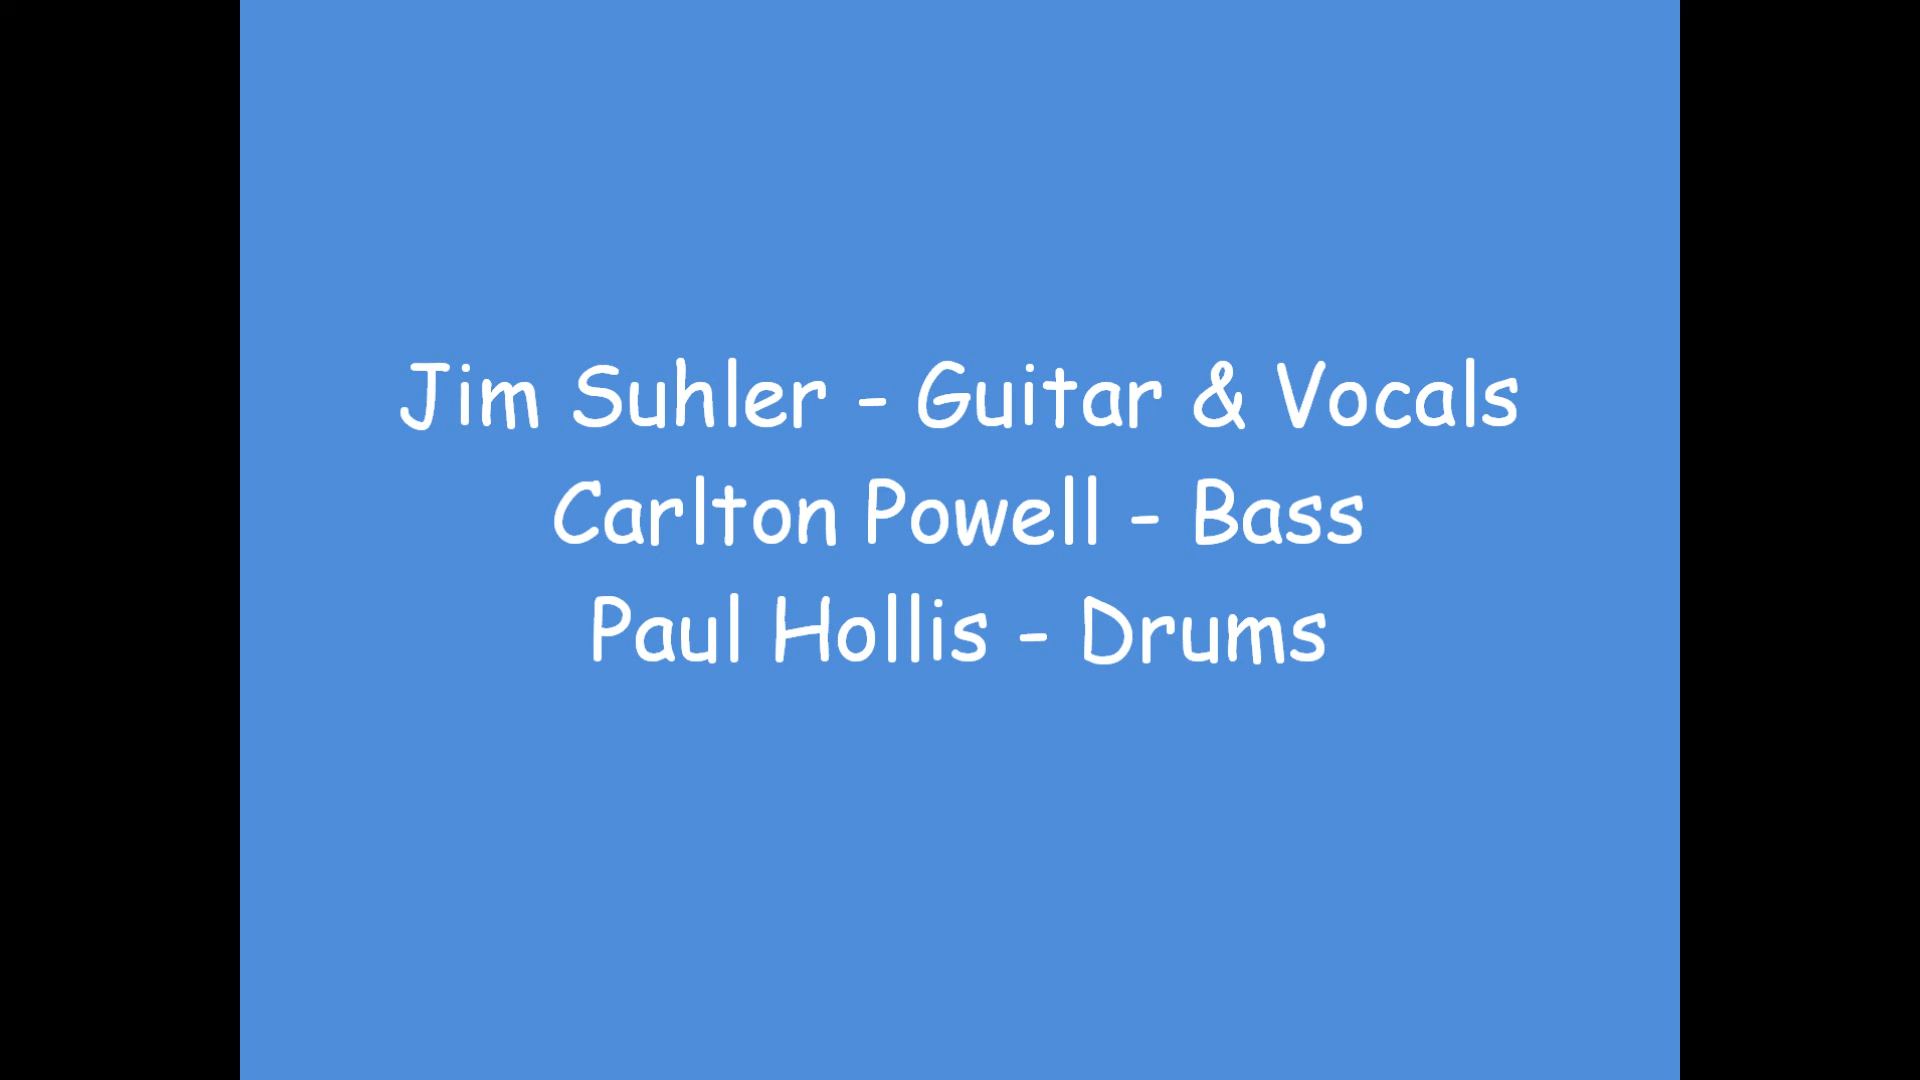 Jim Suhler - Guitar & Vocals
Carlton Powell - Bass
Paul Hollis - Drums